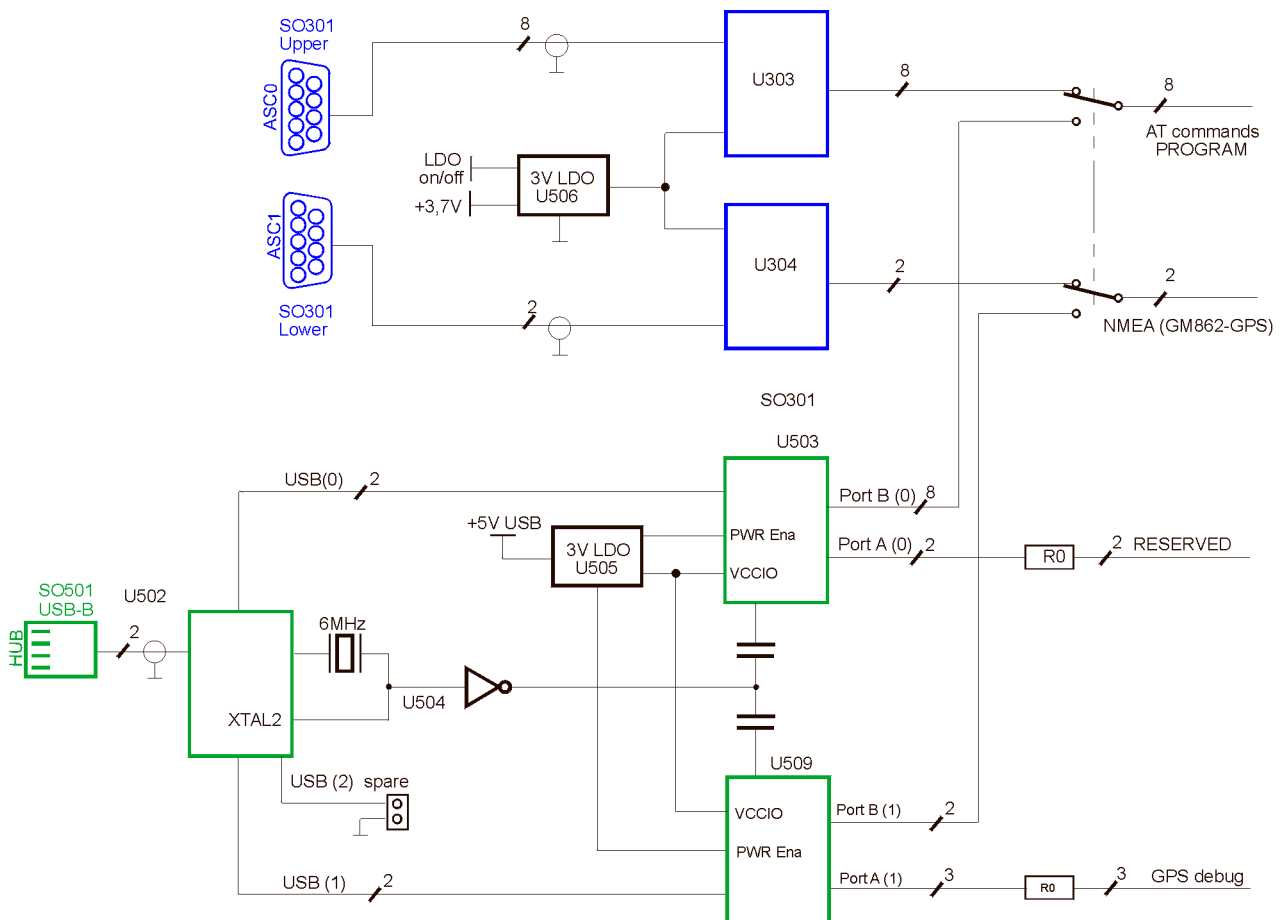 SO301
Upper
ASC0
8
U303
8
8
AT commands
PROGRAM
LDO
on/off
+3,7V
3V LDO
U506
ASC1
SO301
Lower
2
U304
2
2
NMEA (GM862-GPS)
SO301
U503
USB(0)
2
Port B (0)
8
+5V USB
3V LDO
U505
PWR Ena
VCCIO
Port A (0)
2
R0
2
RESERVED
SO501
USB-B
HUB
2
U502
6MHz
XTAL2
U504
USB (2) spare
U509
VCCIO
PWR Ena
Port B (1)
2
USB (1)
2
Port A (1)
3
R0
3
GPS debug